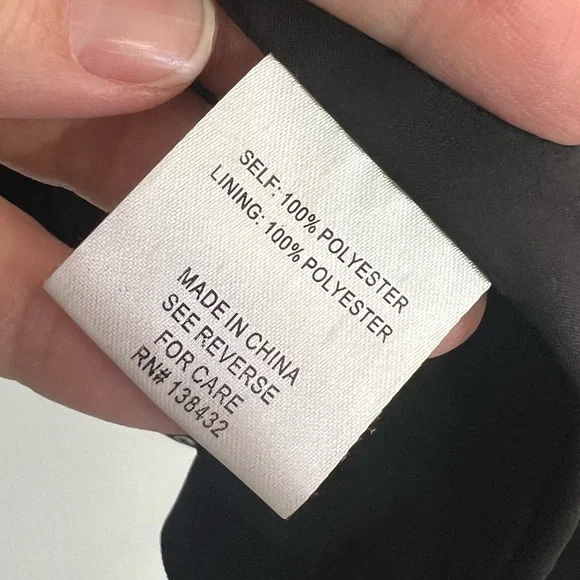 SELF: 100% POLYESTER
LINING: 100% POLYESTER
MADE IN CHINA
SEE REVERSE
FOR CARE
RN# 138432